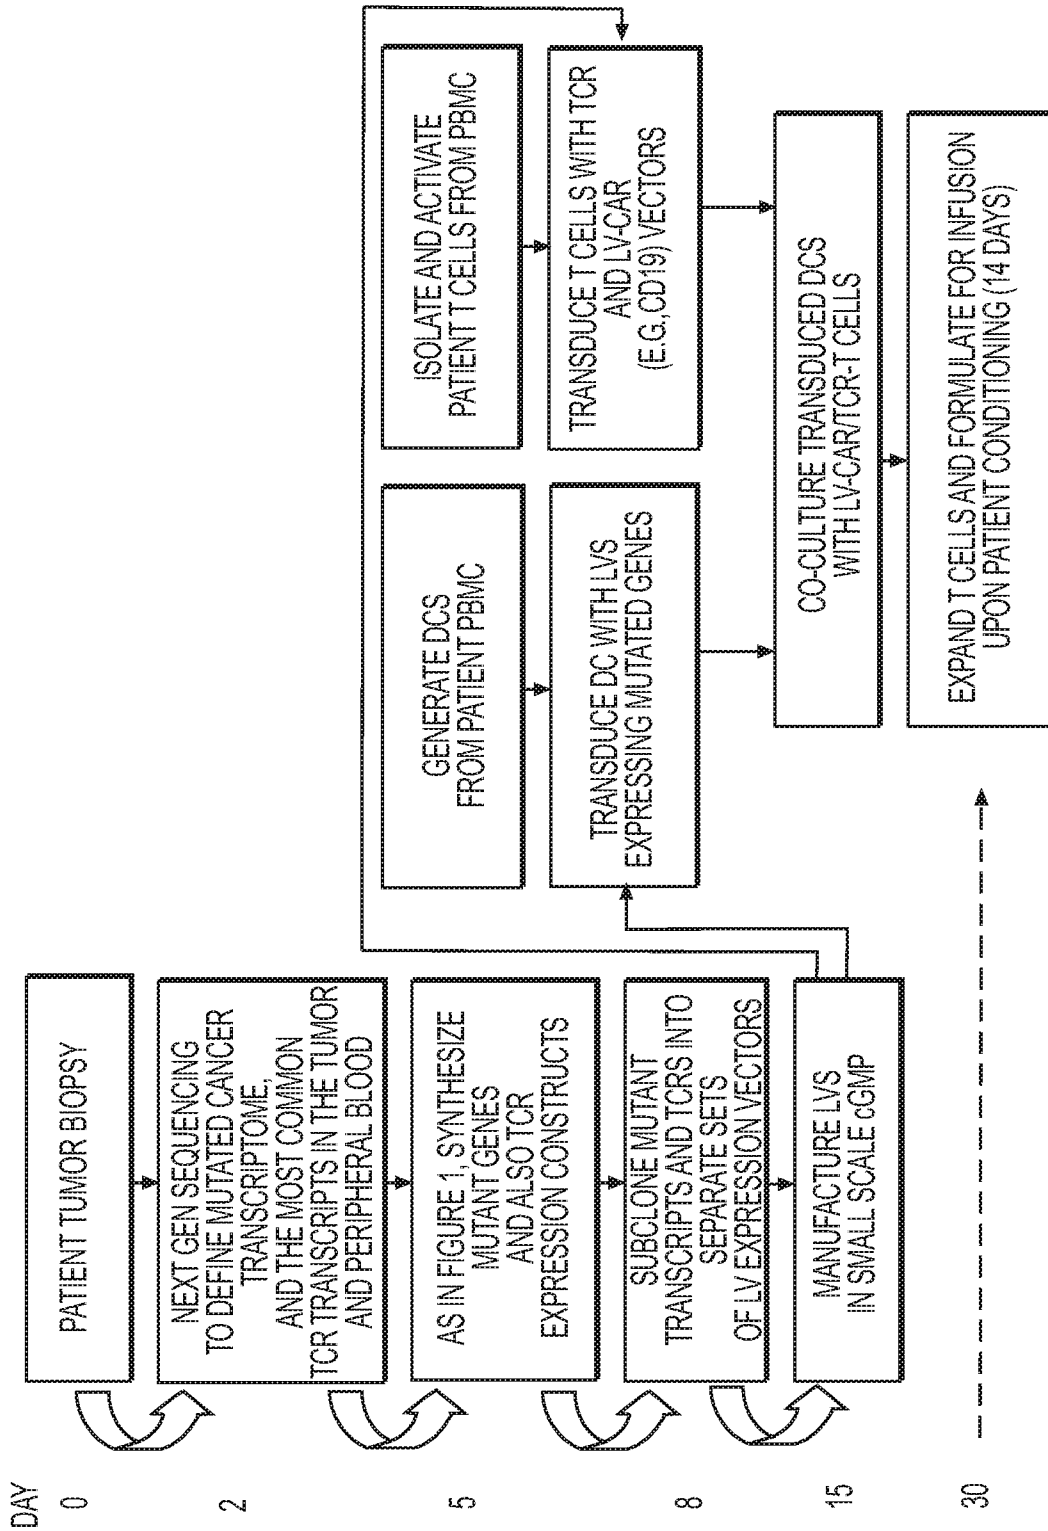 DAY
0
2
5
8
15
30
PATIENT TUMOR BIOPSY
NEXT GEN SEQUENCING
TO DEFINE MUTATED CANCER
TRANSCRIPTOME,
AND THE MOST COMMON
TCR TRANSCRIPTS IN THE TUMOR
AND PERIPHERAL BLOOD
AS IN FIGURE 1, SYNTHESIZE
MUTANT GENES
AND ALSO TCR
EXPRESSION CONSTRUCTS
SUBCLONE MUTANT
TRANSCRIPTS AND TCRS INTO
SEPARATE SETS
OF LV EXPRESSION VECTORS
MANUFACTURE LVS
IN SMALL SCALE cGMP
GENERATE DCS
FROM PATIENT PBMC
TRANSDUCE DC WITH LVS
EXPRESSING MUTATED GENES
ISOLATE AND ACTIVATE
PATIENT T CELLS FROM PBMC
TRANSDUCE T CELLS WITH TCR
AND LV-CAR
(E.G.,CD19) VECTORS
CO-CULTURE TRANSDUCED DCS
WITH LV-CAR/TCR-T CELLS
EXPAND T CELLS AND FORMULATE FOR INFUSION
UPON PATIENT CONDITIONING (14 DAYS)